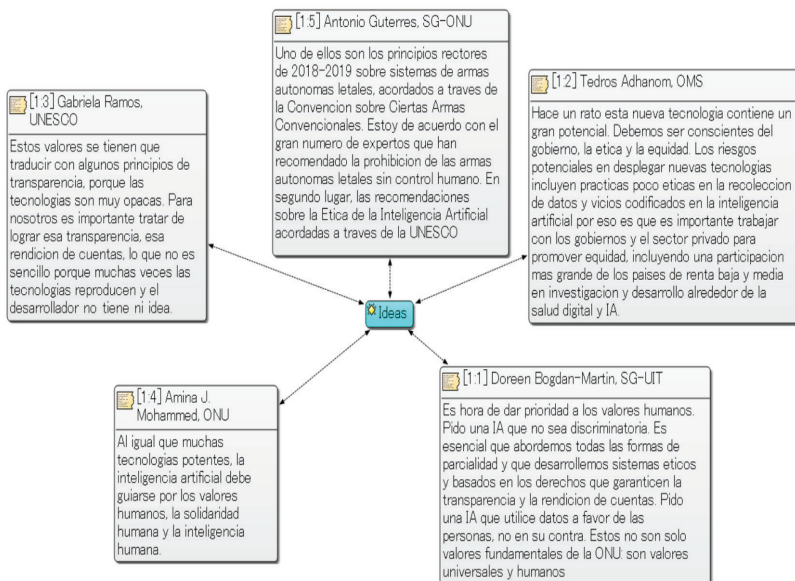 [1:5] Antonio Guterres, SG-ONU
Uno de ellos son los principios rectores
de 2018-2019 sobre sistemas de armas
autonomas letales, acordados a traves de
la Convencion sobre Ciertas Armas
Convencionales. Estoy de acuerdo con el
gran numero de expertos que han
recomendado la prohibicion de las armas
autonomas letales sin control humano. En
segundo lugar, las recomendaciones
sobre la Etica de la Inteligencia Artificial
acordadas a traves de la UNESCO
[1:3] Gabriela Ramos,
UNESCO
Estos valores se tienen que
traducir con algunos principios de
transparencia, porque las
tecnologias son muy opacas. Para
nosotros es importante tratar de
lograr esa transparencia, esa
rendicion de cuentas, lo que no es
sencillo porque muchas veces las
tecnologias reproducen y el
desarrollador no tiene ni idea.
[1:2] Tedros Adhanom, OMS
Hace un rato esta nueva tecnologia contiene un
gran potencial. Debemos ser conscientes del
gobierno, la etica y la equidad. Los riesgos
potenciales en desplegar nuevas tecnologias
incluyen practicas poco eticas en la recoleccion
de datos y vicios codificados en la inteligencia
artificial por eso es que es importante trabajar
con los gobiernos y el sector privado para
promover equidad, incluyendo una participacion
mas grande de los paises de renta baja y media
en investigacion y desarrollo alrededor de la
salud digital y IA.
Ideas
[1:4] Amina J.
Mohammed, ONU
Al igual que muchas
tecnologias potentes, la
inteligencia artificial debe
guiarse por los valores
humanos, la solidaridad
humana y la inteligencia
humana.
[1:1] Doreen Bogdan-Martin, SG-UIT
Es hora de dar prioridad a los valores humanos.
Pido una IA que no sea discriminatoria. Es
esencial que abordemos todas las formas de
parcialidad y que desarrollemos sistemas eticos
y basados en los derechos que garanticen la
transparencia y la rendicion de cuentas. Pido
una IA que utilice datos a favor de las
personas, no en su contra. Estos no son solo
valores fundamentales de la ONU: son valores
universales y humanos